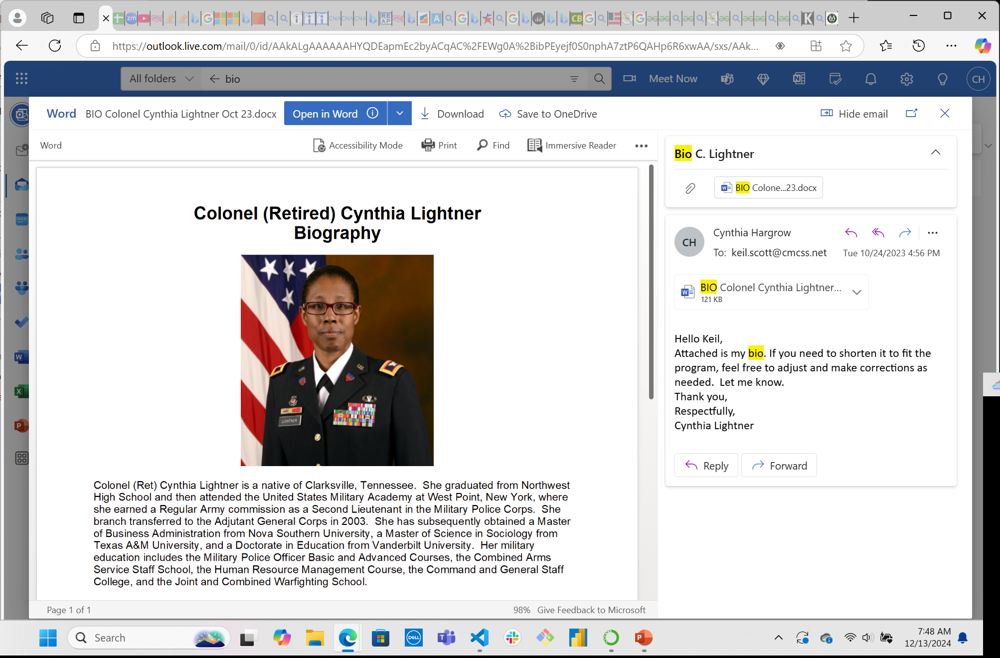 https://outlook.live.com/mail/0/id/AAkALgAAAAAAHYQDEapmEc2byACqAC%2FEWg0A%2BibPEyejf0S0nphA7ztP6QAHp6R6xwAA/sxs/AAk...
All folders
bio
Meet Now
CH
Word
BIO Colonel Cynthia Lightner Oct 23.docx
Open in Word
Download
Save to OneDrive
Hide email
Word
Accessibility Mode
Print
Find
Immersive Reader
Colonel (Retired) Cynthia Lightner
Biography
LIGHTNER
Colonel (Ret) Cynthia Lightner is a native of Clarksville, Tennessee.  She graduated from Northwest
High School and then attended the United States Military Academy at West Point, New York, where
she earned a Regular Army commission as a Second Lieutenant in the Military Police Corps.  She
branch transferred to the Adjutant General Corps in 2003.  She has subsequently obtained a Master
of Business Administration from Nova Southern University, a Master of Science in Sociology from
Texas A&M University, and a Doctorate in Education from Vanderbilt University.  Her military
education includes the Military Police Officer Basic and Advanced Courses, the Combined Arms
Service Staff School, the Human Resource Management Course, the Command and General Staff
College, and the Joint and Combined Warfighting School.
Page 1 of 1
98%
Give Feedback to Microsoft
Bio C. Lightner
BIO Colone...23.docx
CH
Cynthia Hargrow
To: keil.scott@cmcss.net
Tue 10/24/2023 4:56 PM
BIO Colonel Cynthia Lightner...
121 KB
Hello Keil,
Attached is my bio. If you need to shorten it to fit the
program, feel free to adjust and make corrections as
needed.  Let me know.
Thank you,
Respectfully,
Cynthia Lightner
Reply
Forward
Search
7:48 AM
12/13/2024